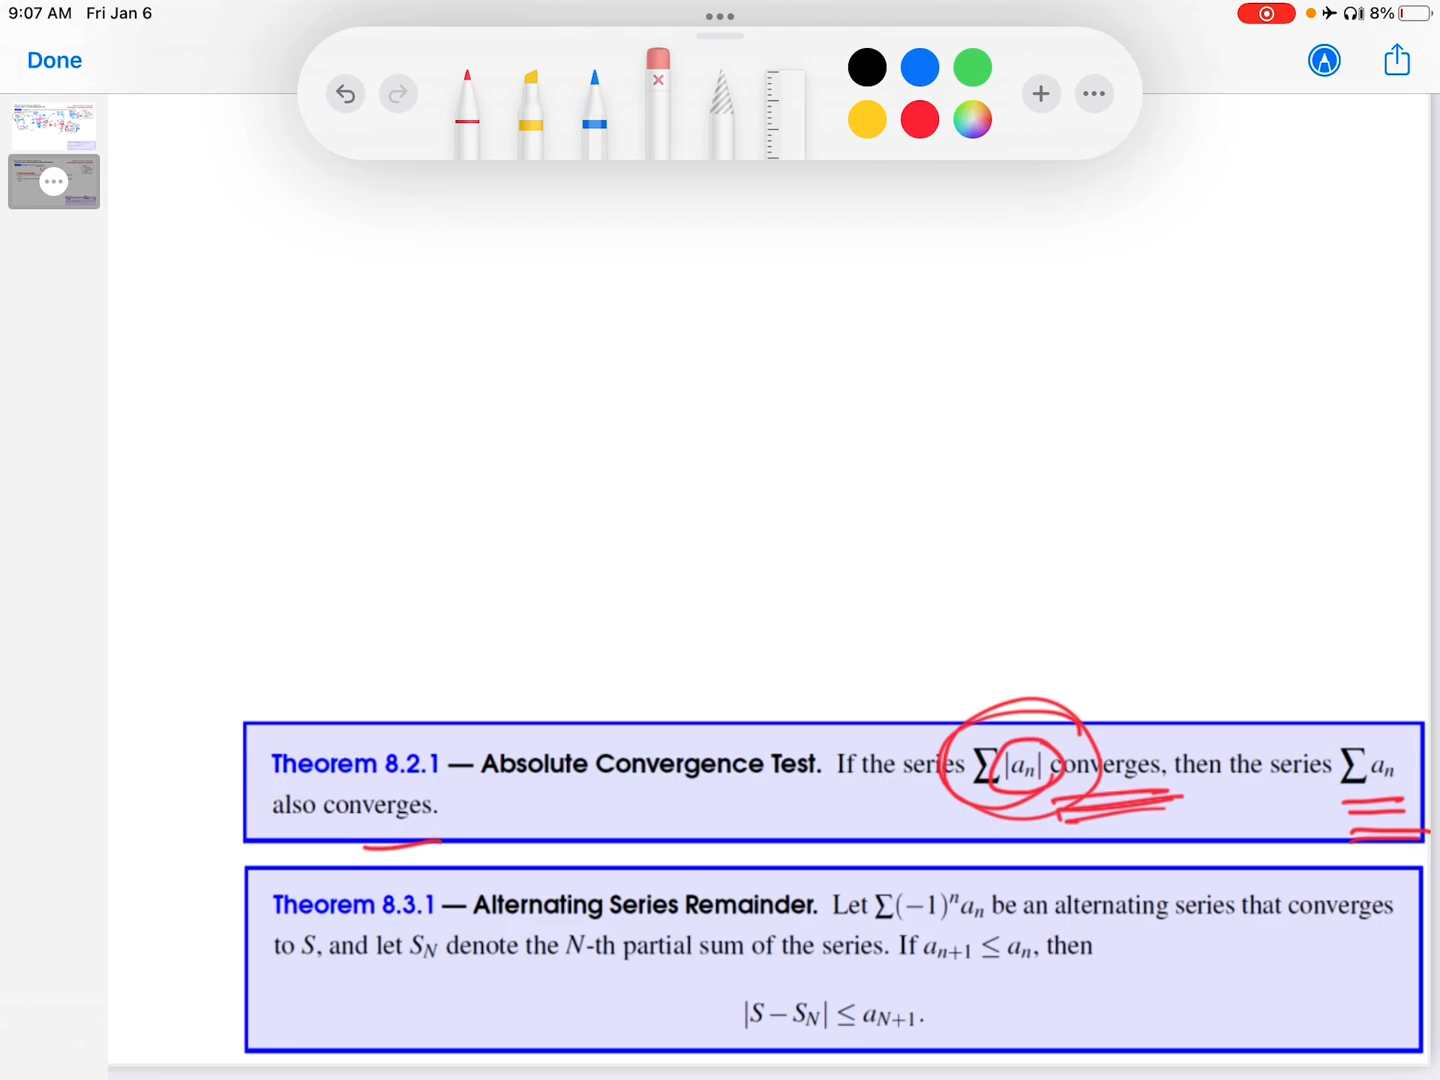 9:07 AM Fri Jan 6
8%
Done
Theorem 8.2.1 — Absolute Convergence Test. If the series ∑|aₙ| converges, then the series ∑ aₙ
also converges.
Theorem 8.3.1 — Alternating Series Remainder. Let ∑(−1)ⁿaₙ be an alternating series that converges
to S, and let S_N denote the N-th partial sum of the series. If aₙ₊₁ ≤ aₙ, then
|S − S_N| ≤ a_{N+1}.